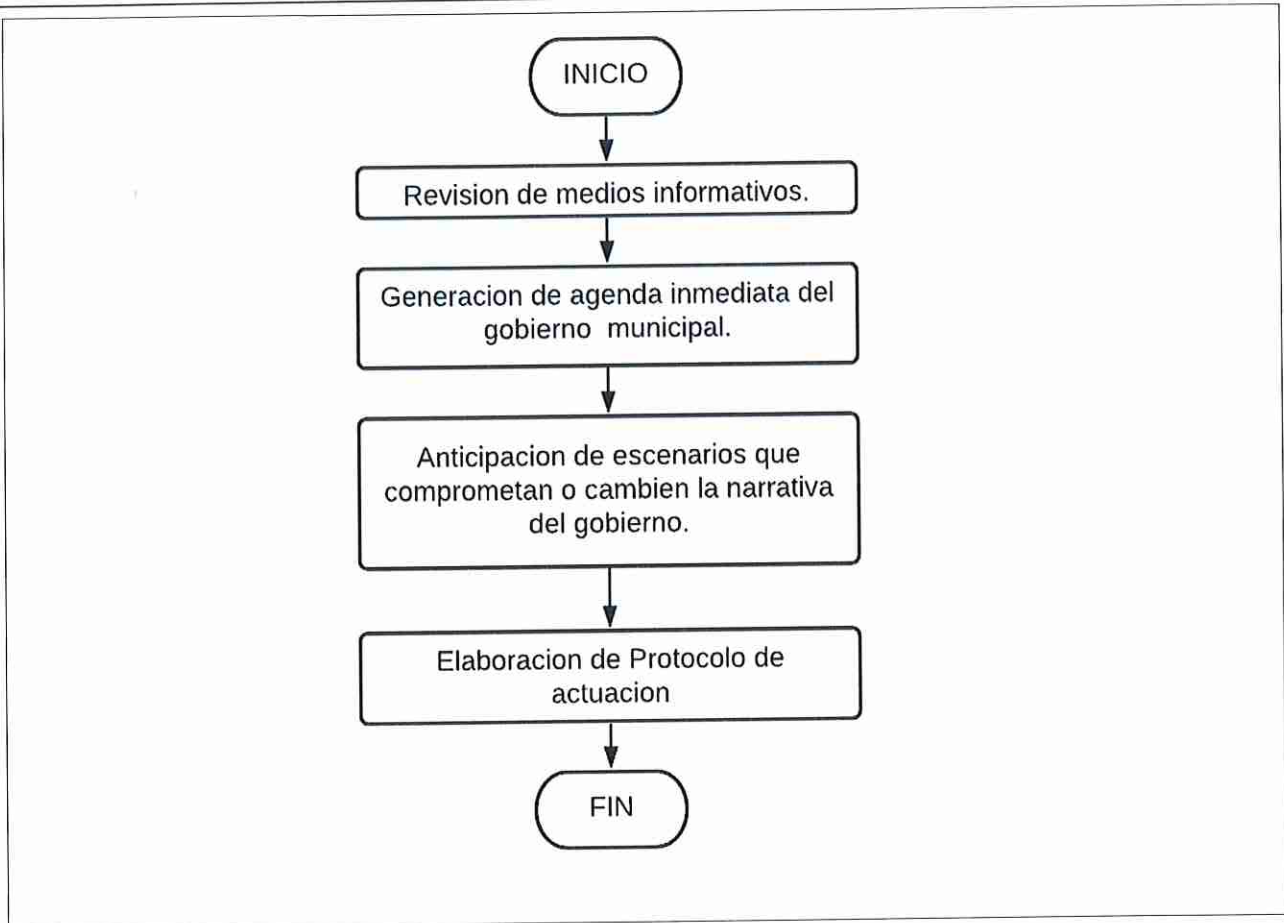 INICIO
Revision de medios informativos.
Generacion de agenda inmediata del
gobierno municipal.
Anticipacion de escenarios que
comprometan o cambien la narrativa
del gobierno.
Elaboracion de Protocolo de
actuacion
FIN